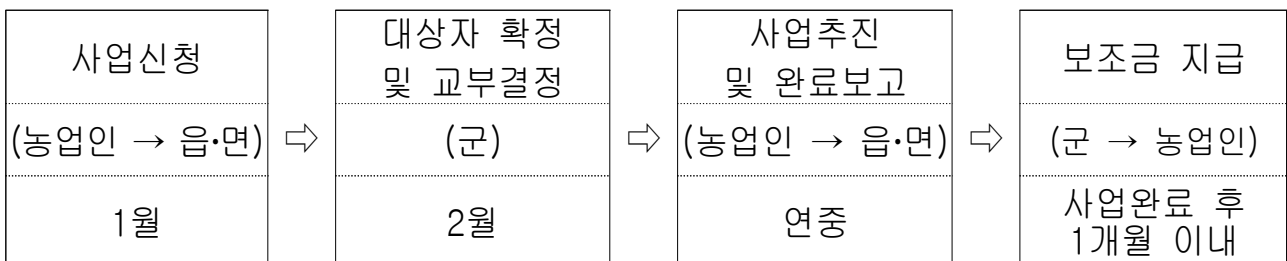 사업신청
(농업인 → 읍·면)
1월
⇨
대상자 확정
및 교부결정
(군)
2월
⇨
사업추진
및 완료보고
(농업인 → 읍·면)
연중
⇨
보조금 지급
(군 → 농업인)
사업완료 후
1개월 이내